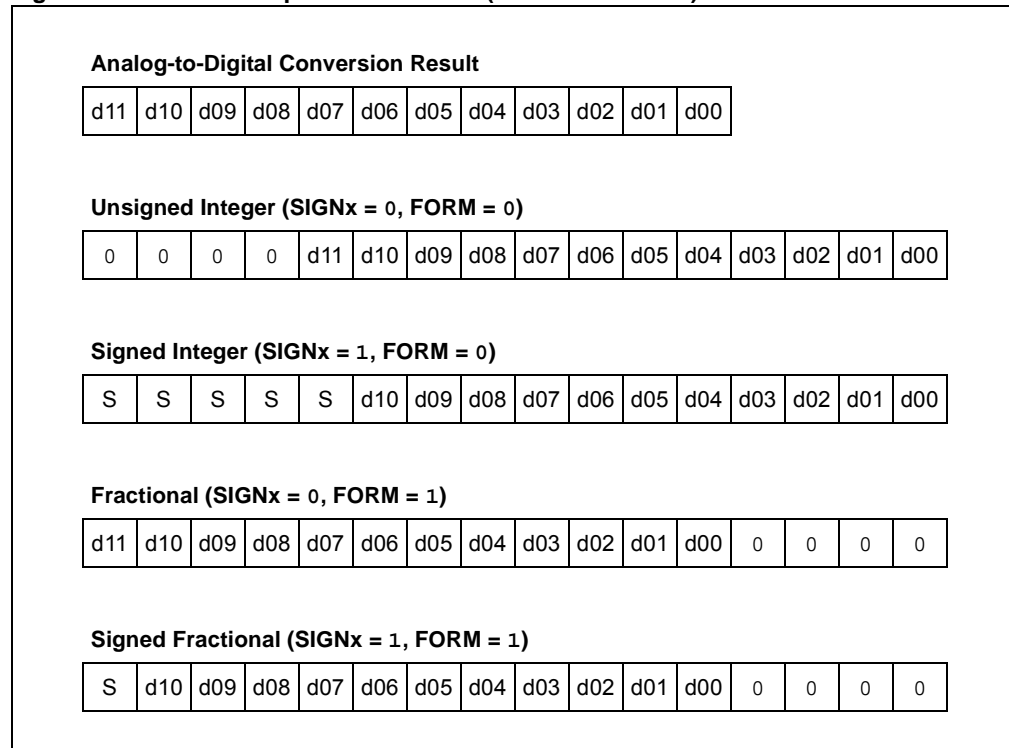 Analog-to-Digital Conversion Result
d11 d10 d09 d08 d07 d06 d05 d04 d03 d02 d01 d00
Unsigned Integer (SIGNx = 0, FORM = 0)
0 0 0 0 d11 d10 d09 d08 d07 d06 d05 d04 d03 d02 d01 d00
Signed Integer (SIGNx = 1, FORM = 0)
S S S S S d10 d09 d08 d07 d06 d05 d04 d03 d02 d01 d00
Fractional (SIGNx = 0, FORM = 1)
d11 d10 d09 d08 d07 d06 d05 d04 d03 d02 d01 d00 0 0 0 0
Signed Fractional (SIGNx = 1, FORM = 1)
S d10 d09 d08 d07 d06 d05 d04 d03 d02 d01 d00 0 0 0 0